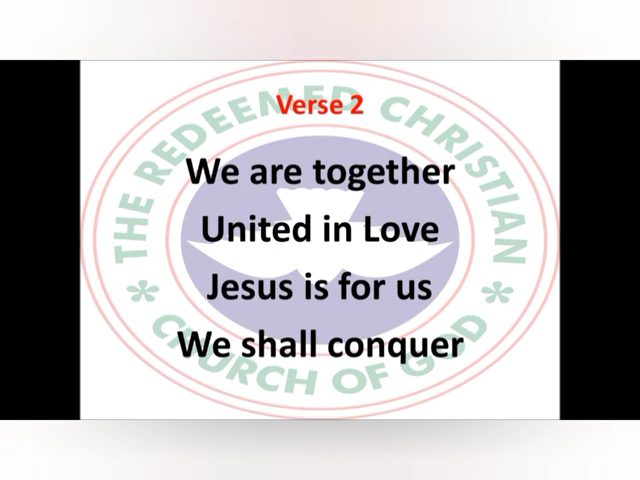 Verse 2
We are together
United in Love
Jesus is for us
We shall conquer
THE REDEEMED CHRISTIAN
* CHURCH OF GOD *